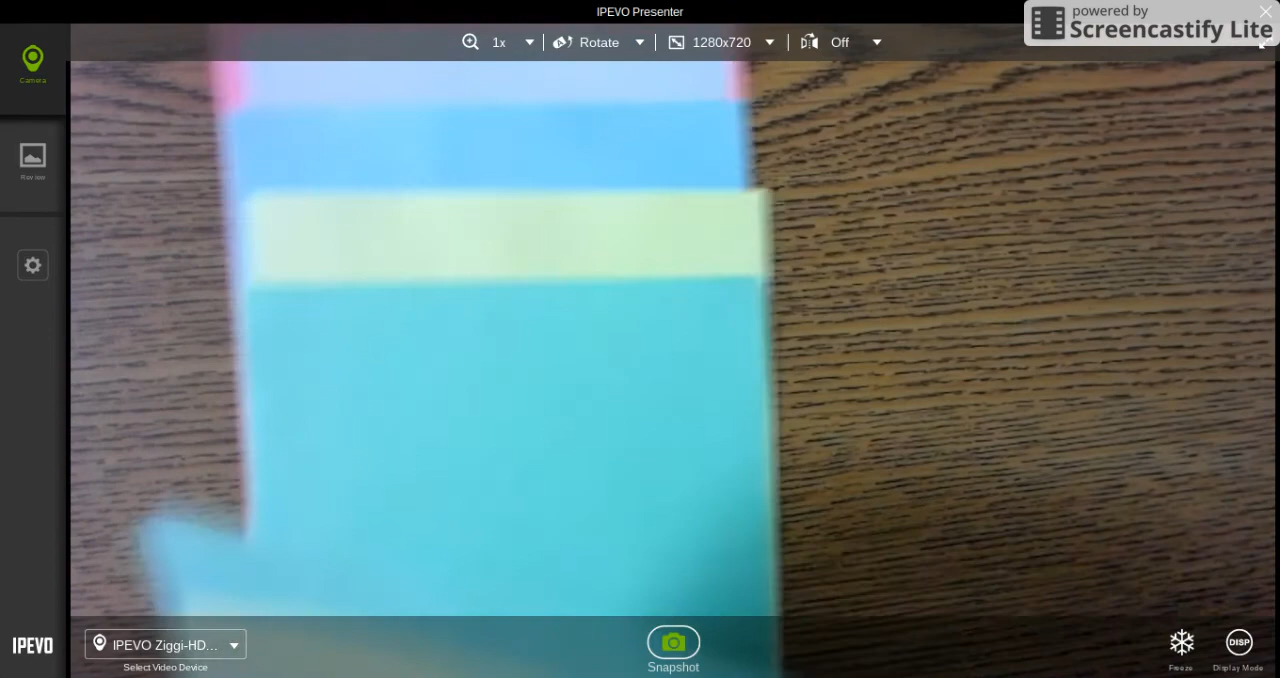 IPEVO Presenter
powered by
Screencastify Lite
1x
Rotate
1280x720
Off
Camera
Review
IPEVO
IPEVO Ziggi-HD...
Select Video Device
Snapshot
Freeze
DISP
Display Mode